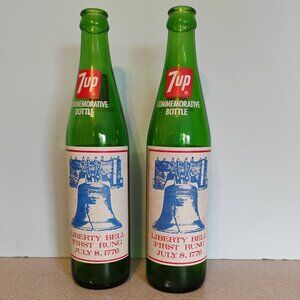 7up
COMMEMORATIVE
BOTTLE
LIBERTY BELL
FIRST RUNG
JULY 8, 1776
7up
COMMEMORATIVE
BOTTLE
LIBERTY BELL
FIRST RUNG
JULY 8, 1776